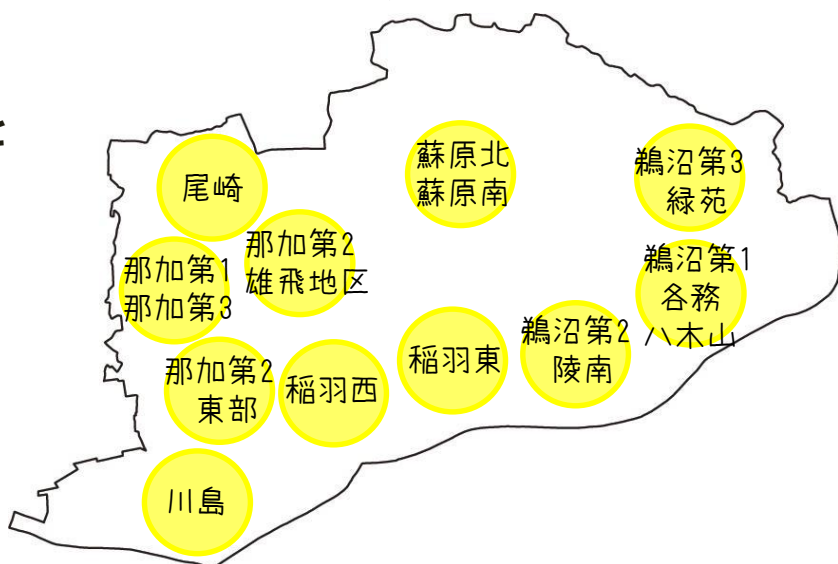 尾崎
蘇原北
蘇原南
鵜沼第3
緑苑
那加第2
雄飛地区
那加第1
那加第3
鵜沼第1
各務
八木山
鵜沼第2
陵南
稲羽東
稲羽西
那加第2
東部
川島